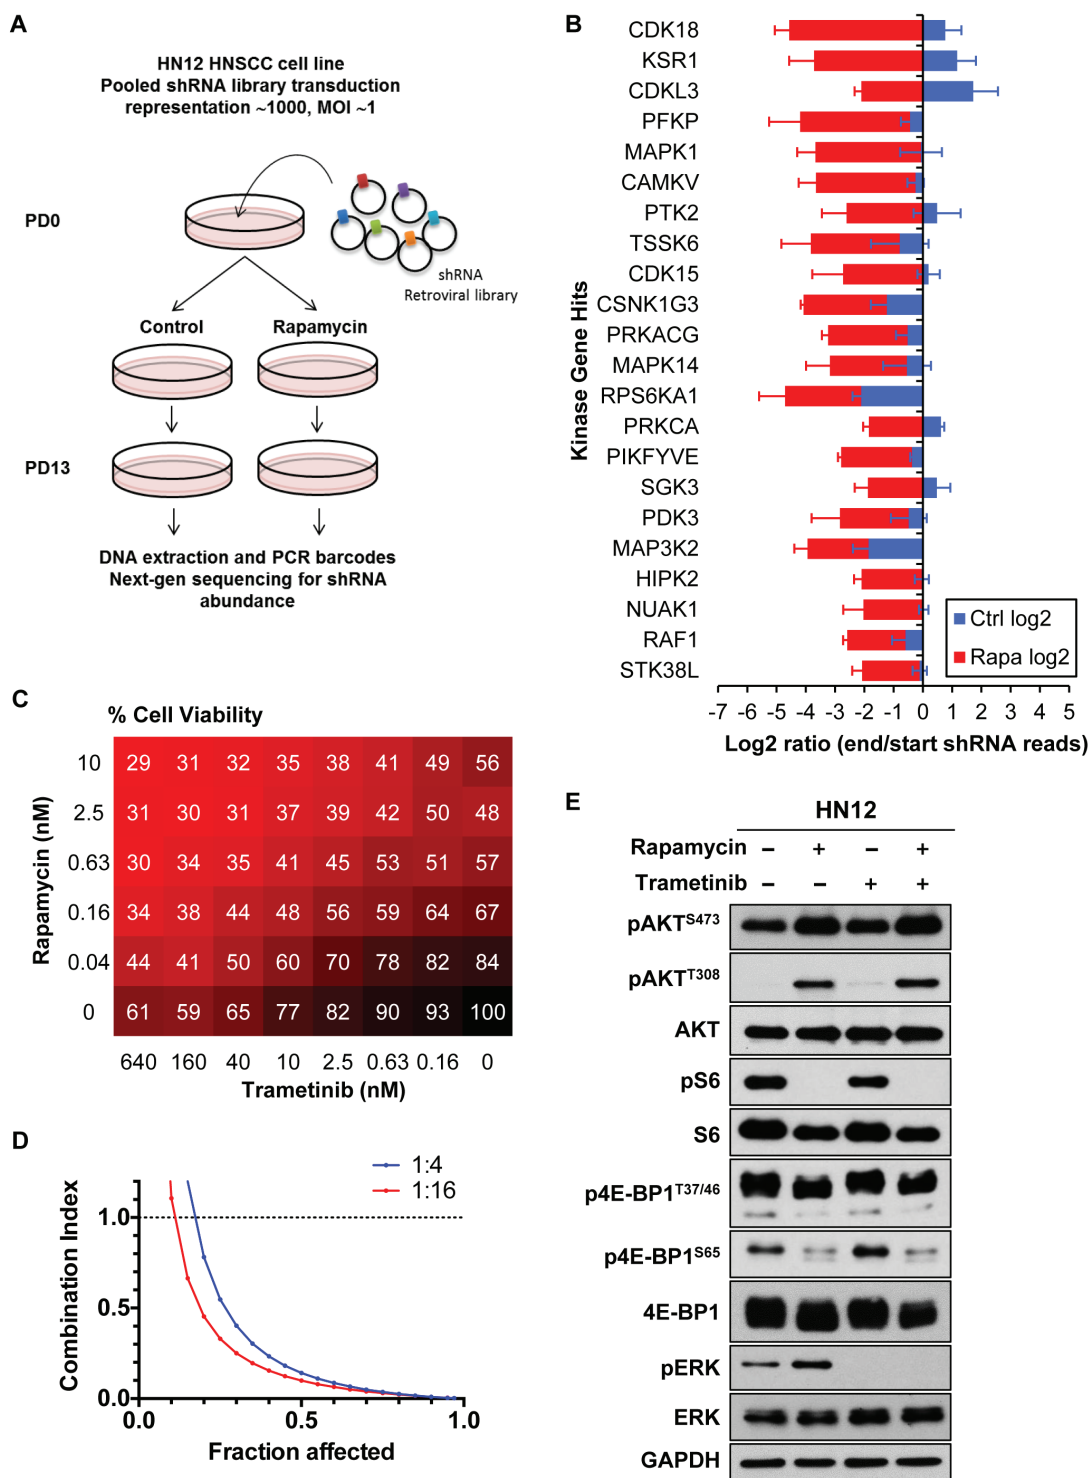 A
HN12 HNSCC cell line
Pooled shRNA library transduction
representation ~1000, MOI ~1
PD0
shRNA
Retroviral library
Control
Rapamycin
PD13
DNA extraction and PCR barcodes
Next-gen sequencing for shRNA
abundance
B
Kinase Gene Hits
CDK18
KSR1
CDKL3
PFKP
MAPK1
CAMKV
PTK2
TSSK6
CDK15
CSNK1G3
PRKACG
MAPK14
RPS6KA1
PRKCA
PIKFYVE
SGK3
PDK3
MAP3K2
HIPK2
NUAK1
RAF1
STK38L
Ctrl log2
Rapa log2
-7 -6 -5 -4 -3 -2 -1 0 1 2 3 4 5
Log2 ratio (end/start shRNA reads)
C
% Cell Viability
Rapamycin (nM)
10 29 31 32 35 38 41 49 56
2.5 31 30 31 37 39 42 50 48
0.63 30 34 35 41 45 53 51 57
0.16 34 38 44 48 56 59 64 67
0.04 44 41 50 60 70 78 82 84
0 61 59 65 77 82 90 93 100
640 160 40 10 2.5 0.63 0.16 0
Trametinib (nM)
D
1:4
1:16
Combination Index
1.0
0.5
0.0
0.0 0.5 1.0
Fraction affected
E
HN12
Rapamycin – + – +
Trametinib – – + +
pAKTS473
pAKTT308
AKT
pS6
S6
p4E-BP1T37/46
p4E-BP1S65
4E-BP1
pERK
ERK
GAPDH